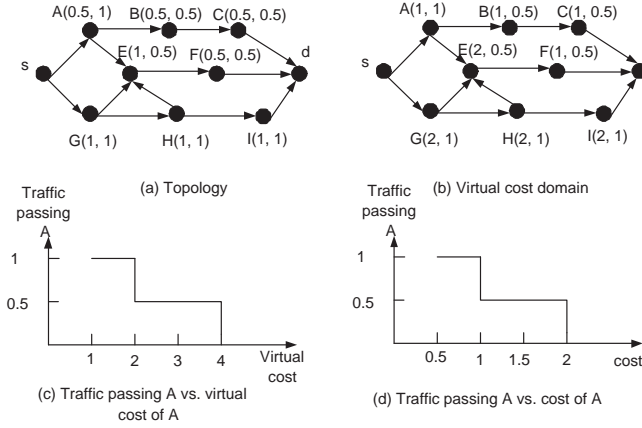 A(0.5, 1) B(0.5, 0.5) C(0.5, 0.5)
s E(1, 0.5) F(0.5, 0.5) d
G(1, 1) H(1, 1) I(1, 1)
(a) Topology
A(1, 1) B(1, 0.5) C(1, 0.5)
s E(2, 0.5) F(1, 0.5)
G(2, 1) H(2, 1) I(2, 1)
(b) Virtual cost domain
Traffic
passing
A
1
0.5
1 2 3 4 Virtual
cost
(c) Traffic passing A vs. virtual
cost of A
Traffic
passing
A
1
0.5
0.5 1 1.5 2 cost
(d) Traffic passing A vs. cost of A